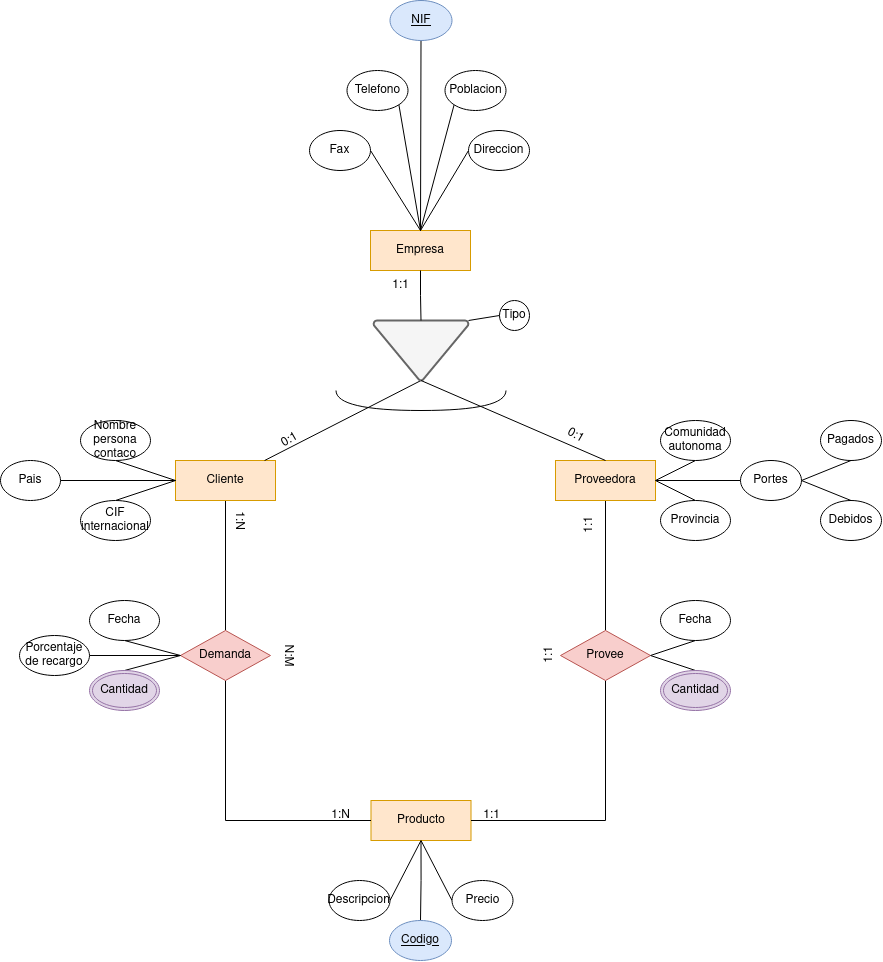 NIF
Telefono
Poblacion
Fax
Direccion
Empresa
1:1
Tipo
0:1
0:1
Nombre
persona
contaco
Pais
CIF
internacional
Cliente
Proveedora
Comunidad
autonoma
Portes
Pagados
Debidos
Provincia
1:N
1:1
Fecha
Porcentaje
de recargo
Cantidad
Demanda
N:M
1:1
Provee
Fecha
Cantidad
1:N
Producto
1:1
Descripcion
Precio
Codigo